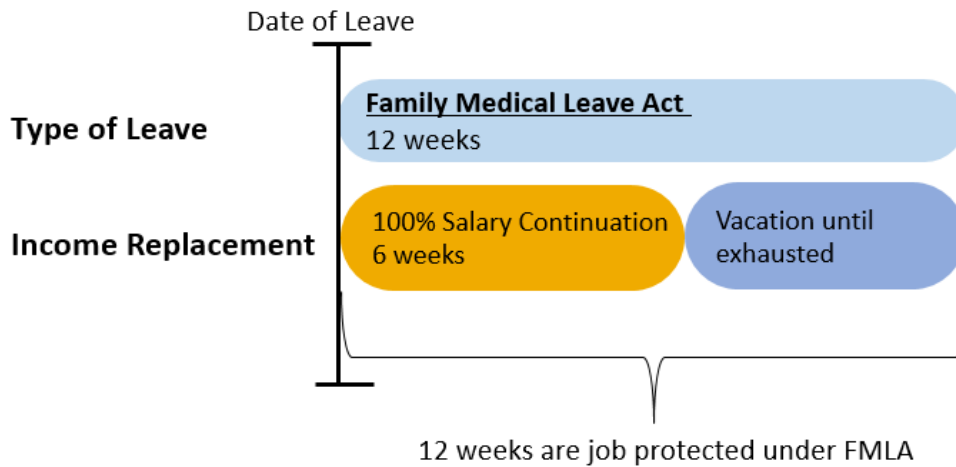 Date of Leave
Type of Leave
Family Medical Leave Act
12 weeks
Income Replacement
100% Salary Continuation
6 weeks
Vacation until
exhausted
12 weeks are job protected under FMLA